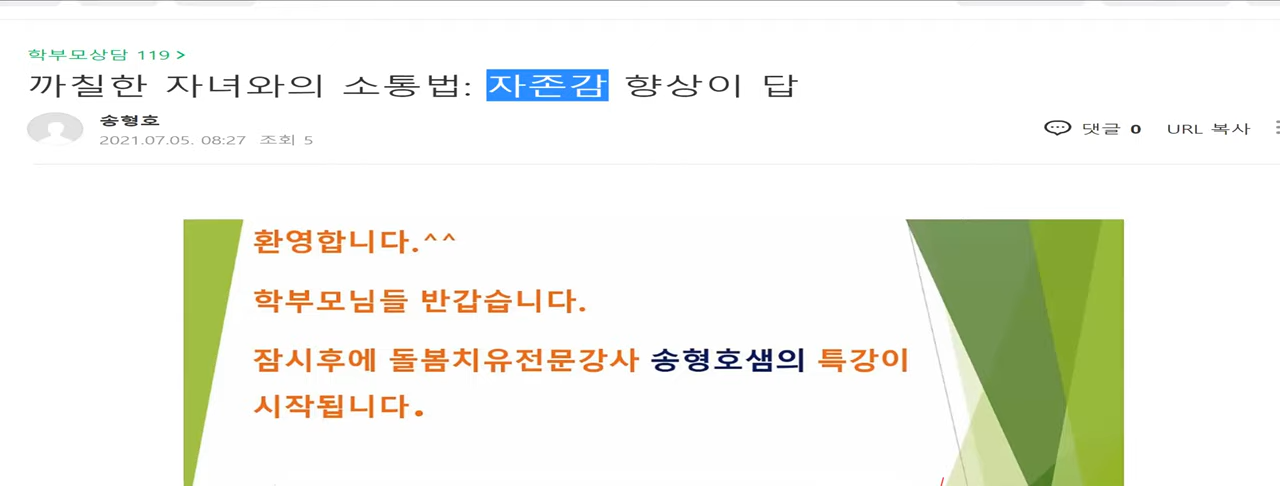 학부모상담 119 >
까칠한 자녀와의 소통법: 자존감 향상이 답
송형호
2021.07.05. 08:27 조회 5
댓글 0 URL 복사
환영합니다.^^
학부모님들 반갑습니다.
잠시후에 돌봄치유전문강사 송형호샘의 특강이
시작됩니다.